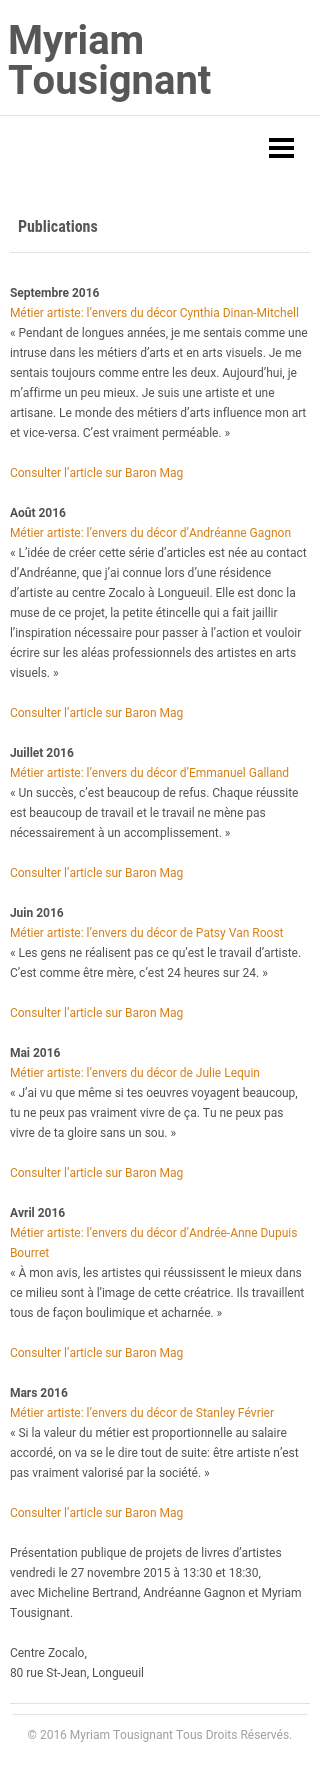 Myriam
Tousignant
Publications
Septembre 2016
Métier artiste: l’envers du décor Cynthia Dinan-Mitchell
« Pendant de longues années, je me sentais comme une
intruse dans les métiers d’arts et en arts visuels. Je me
sentais toujours comme entre les deux. Aujourd’hui, je
m’affirme un peu mieux. Je suis une artiste et une
artisane. Le monde des métiers d’arts influence mon art
et vice-versa. C’est vraiment perméable. »
Consulter l’article sur Baron Mag
Août 2016
Métier artiste: l’envers du décor d’Andréanne Gagnon
« L’idée de créer cette série d’articles est née au contact
d’Andréanne, que j’ai connue lors d’une résidence
d’artiste au centre Zocalo à Longueuil. Elle est donc la
muse de ce projet, la petite étincelle qui a fait jaillir
l’inspiration nécessaire pour passer à l’action et vouloir
écrire sur les aléas professionnels des artistes en arts
visuels. »
Consulter l’article sur Baron Mag
Juillet 2016
Métier artiste: l’envers du décor d’Emmanuel Galland
« Un succès, c’est beaucoup de refus. Chaque réussite
est beaucoup de travail et le travail ne mène pas
nécessairement à un accomplissement. »
Consulter l’article sur Baron Mag
Juin 2016
Métier artiste: l’envers du décor de Patsy Van Roost
« Les gens ne réalisent pas ce qu’est le travail d’artiste.
C’est comme être mère, c’est 24 heures sur 24. »
Consulter l’article sur Baron Mag
Mai 2016
Métier artiste: l’envers du décor de Julie Lequin
« J’ai vu que même si tes oeuvres voyagent beaucoup,
tu ne peux pas vraiment vivre de ça. Tu ne peux pas
vivre de ta gloire sans un sou. »
Consulter l’article sur Baron Mag
Avril 2016
Métier artiste: l’envers du décor d’Andrée-Anne Dupuis
Bourret
« À mon avis, les artistes qui réussissent le mieux dans
ce milieu sont à l’image de cette créatrice. Ils travaillent
tous de façon boulimique et acharnée. »
Consulter l’article sur Baron Mag
Mars 2016
Métier artiste: l’envers du décor de Stanley Février
« Si la valeur du métier est proportionnelle au salaire
accordé, on va se le dire tout de suite: être artiste n’est
pas vraiment valorisé par la société. »
Consulter l’article sur Baron Mag
Présentation publique de projets de livres d’artistes
vendredi le 27 novembre 2015 à 13:30 et 18:30,
avec Micheline Bertrand, Andréanne Gagnon et Myriam
Tousignant.
Centre Zocalo,
80 rue St-Jean, Longueuil
© 2016 Myriam Tousignant Tous Droits Réservés.